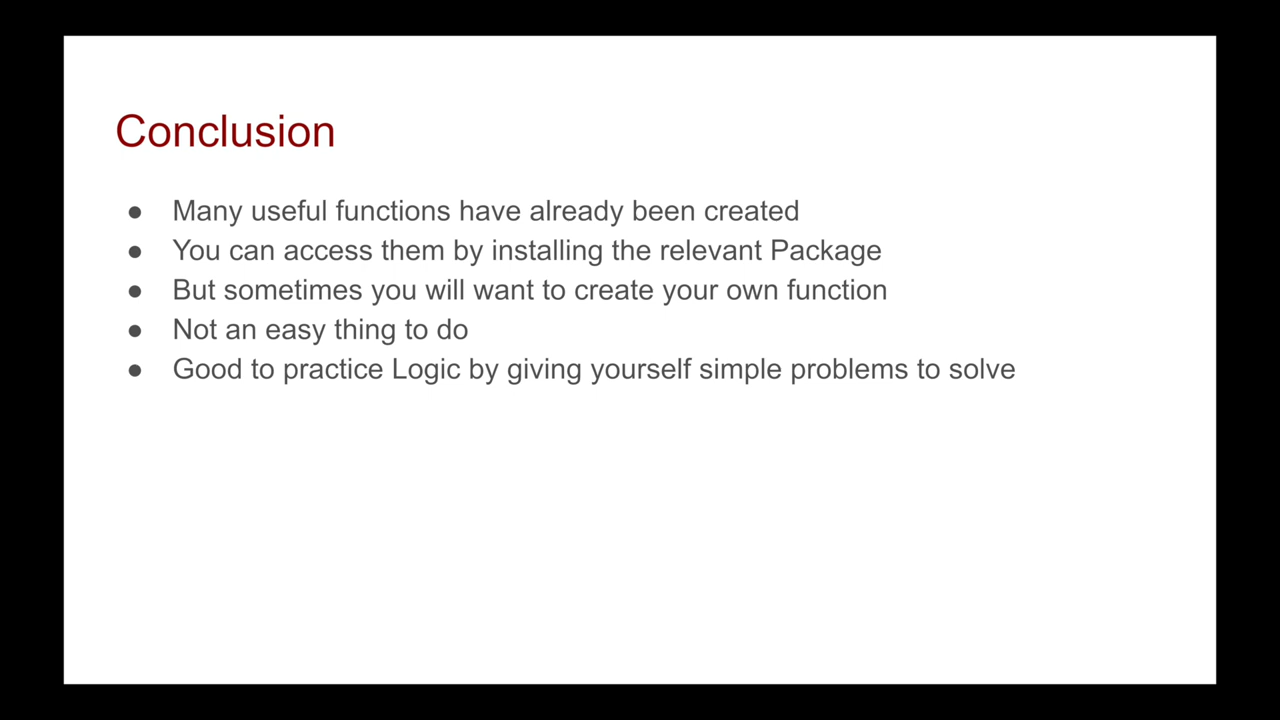 Conclusion
● Many useful functions have already been created
● You can access them by installing the relevant Package
● But sometimes you will want to create your own function
● Not an easy thing to do
● Good to practice Logic by giving yourself simple problems to solve